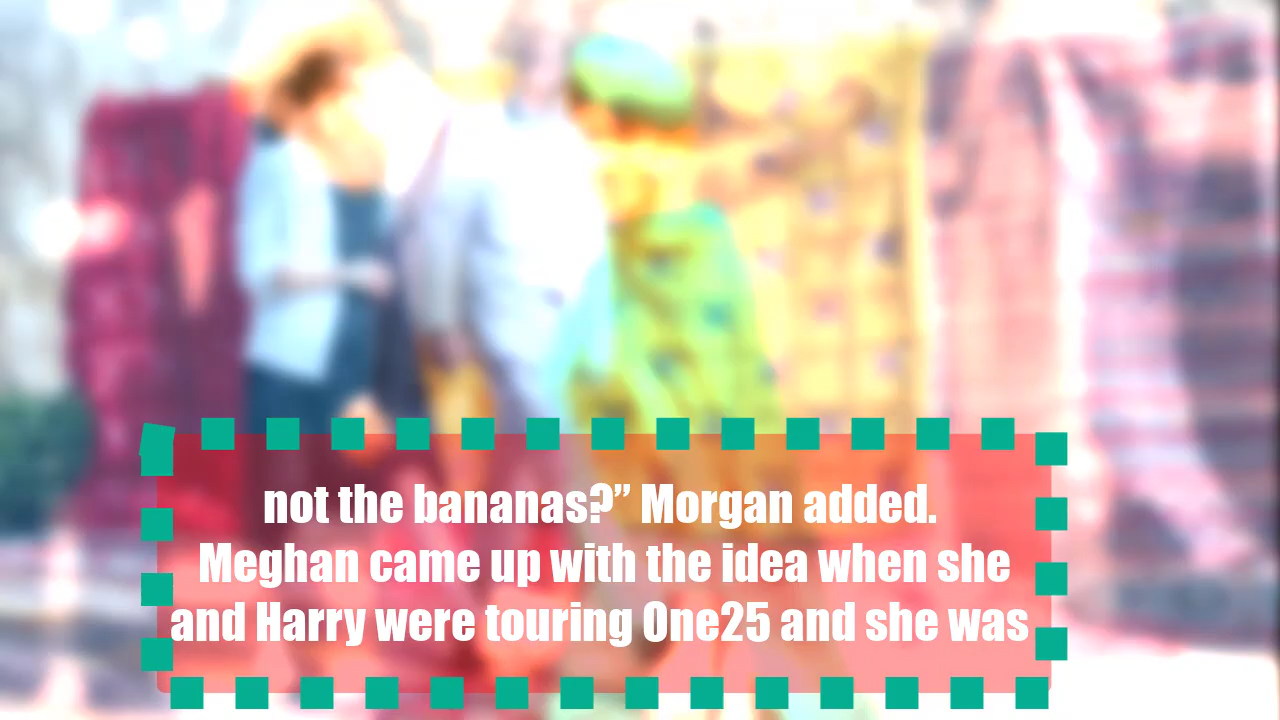 not the bananas?” Morgan added.
Meghan came up with the idea when she
and Harry were touring One25 and she was